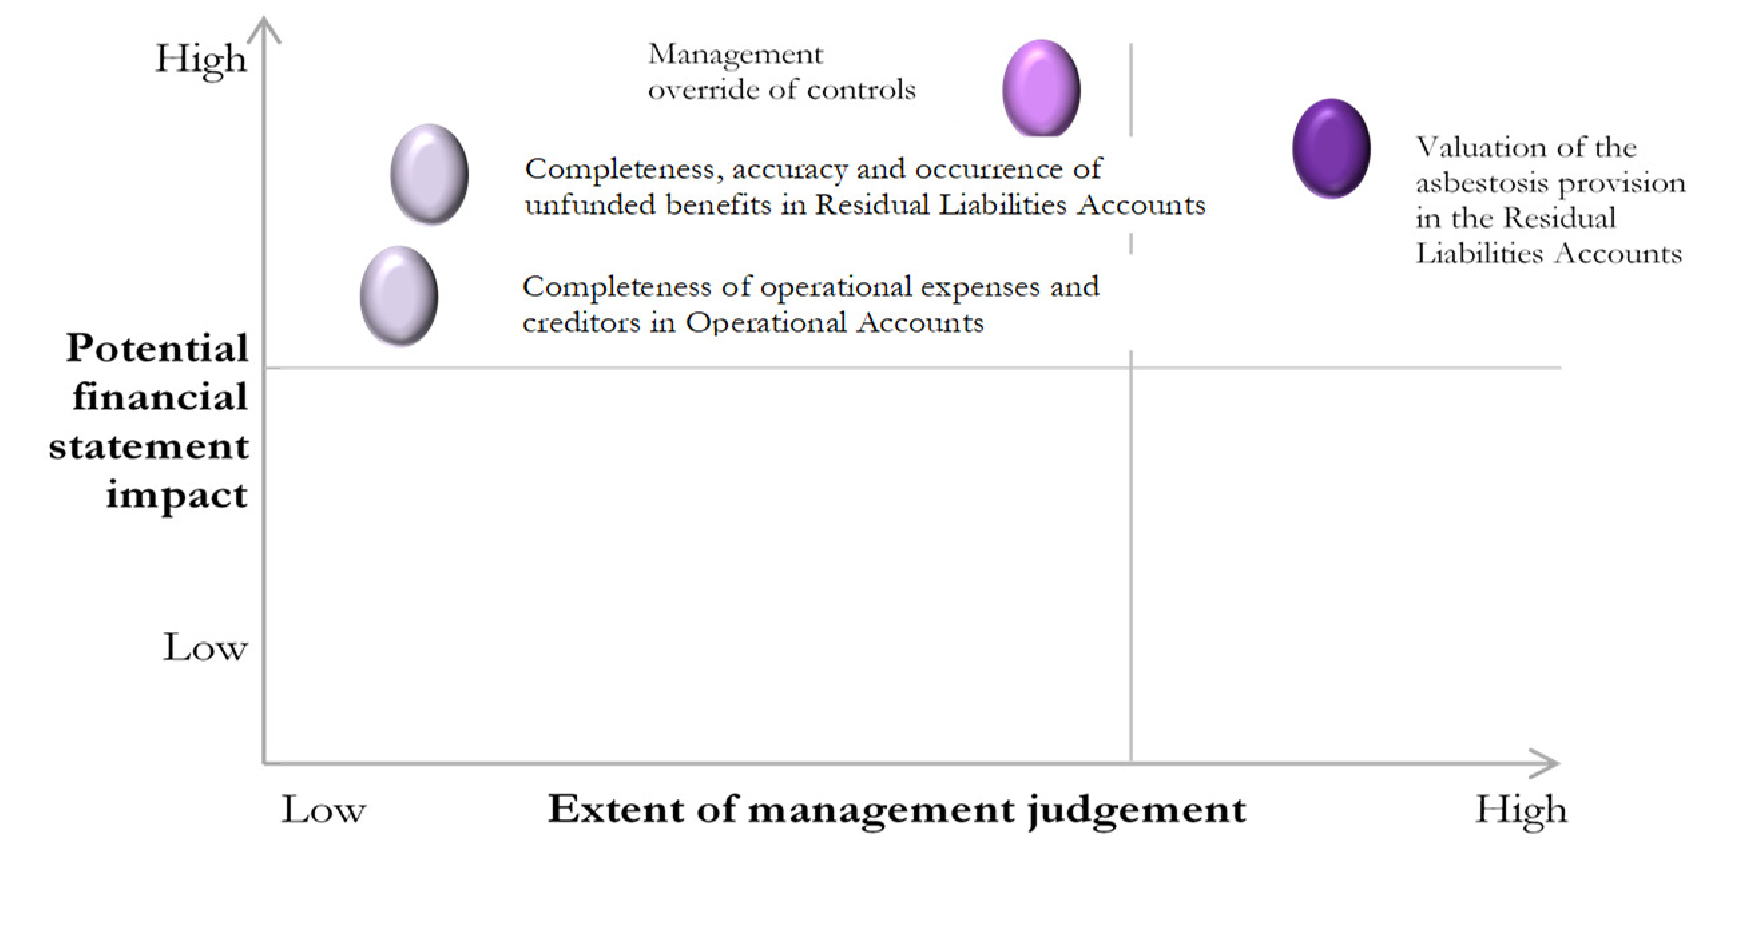 High
Management
override of controls
Completeness, accuracy and occurrence of
unfunded benefits in Residual Liabilities Accounts
Valuation of the
asbestosis provision
in the Residual
Liabilities Accounts
Completeness of operational expenses and
creditors in Operational Accounts
Potential
financial
statement
impact
Low
Low
Extent of management judgement
High